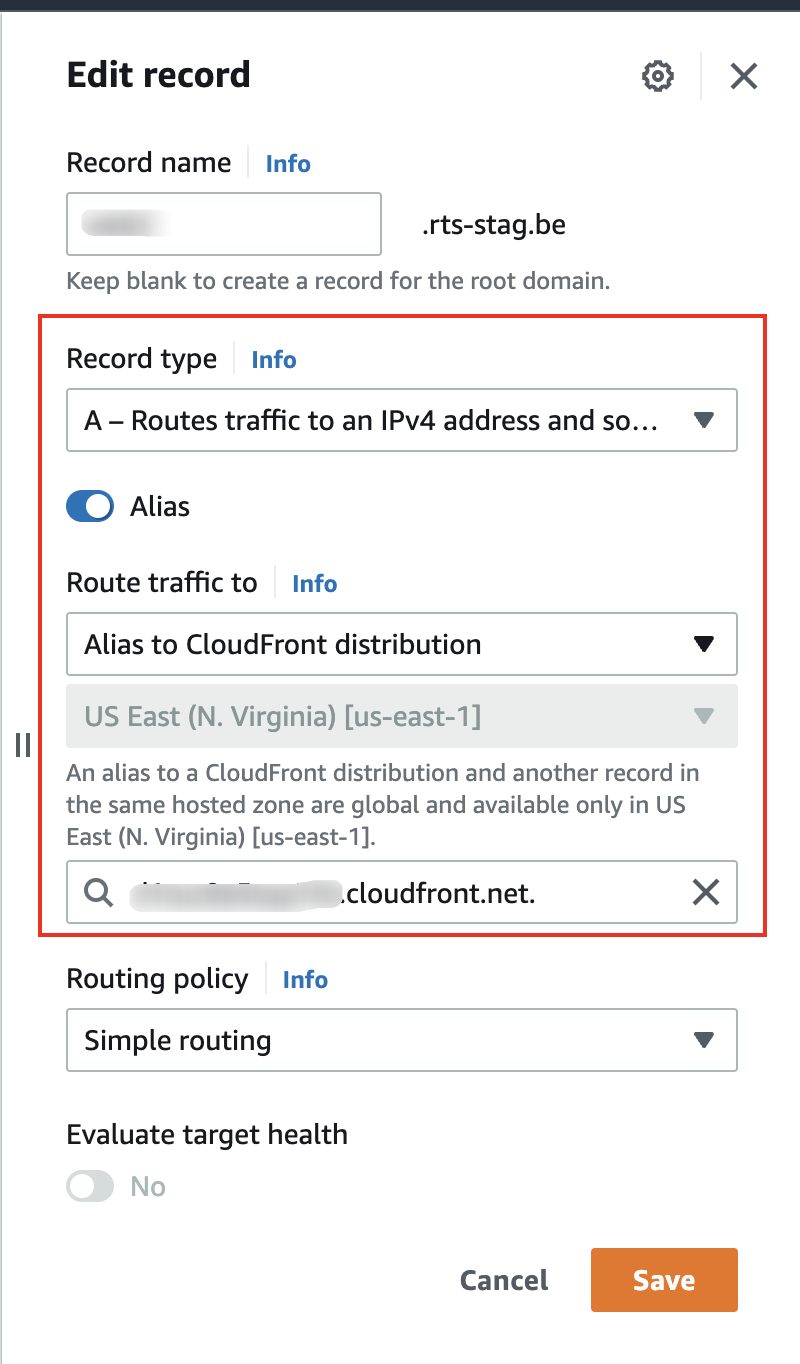 Edit record
Record name Info
.rts-stag.be
Keep blank to create a record for the root domain.
Record type Info
A – Routes traffic to an IPv4 address and so...
Alias
Route traffic to Info
Alias to CloudFront distribution
US East (N. Virginia) [us-east-1]
An alias to a CloudFront distribution and another record in
the same hosted zone are global and available only in US
East (N. Virginia) [us-east-1].
.cloudfront.net.
Routing policy Info
Simple routing
Evaluate target health
No
Cancel Save